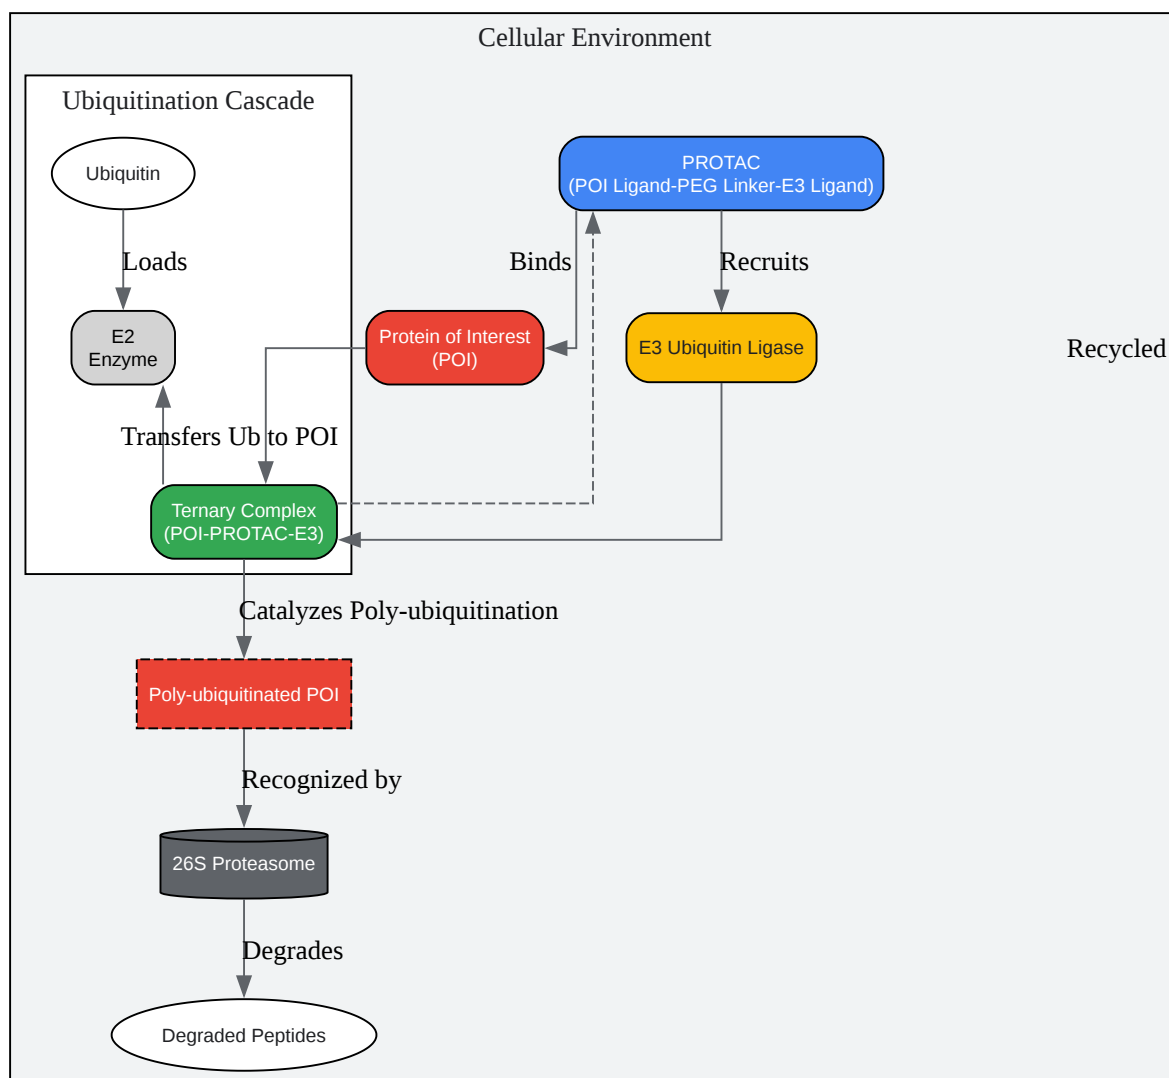 Cellular Environment
Ubiquitination Cascade
Ubiquitin
PROTAC
(POI Ligand-PEG Linker-E3 Ligand)
Loads
Binds
Recruits
E2
Enzyme
Protein of Interest
(POI)
E3 Ubiquitin Ligase
Recycled
Transfers Ub to POI
Ternary Complex
(POI-PROTAC-E3)
Catalyzes Poly-ubiquitination
Poly-ubiquitinated POI
Recognized by
26S Proteasome
Degrades
Degraded Peptides